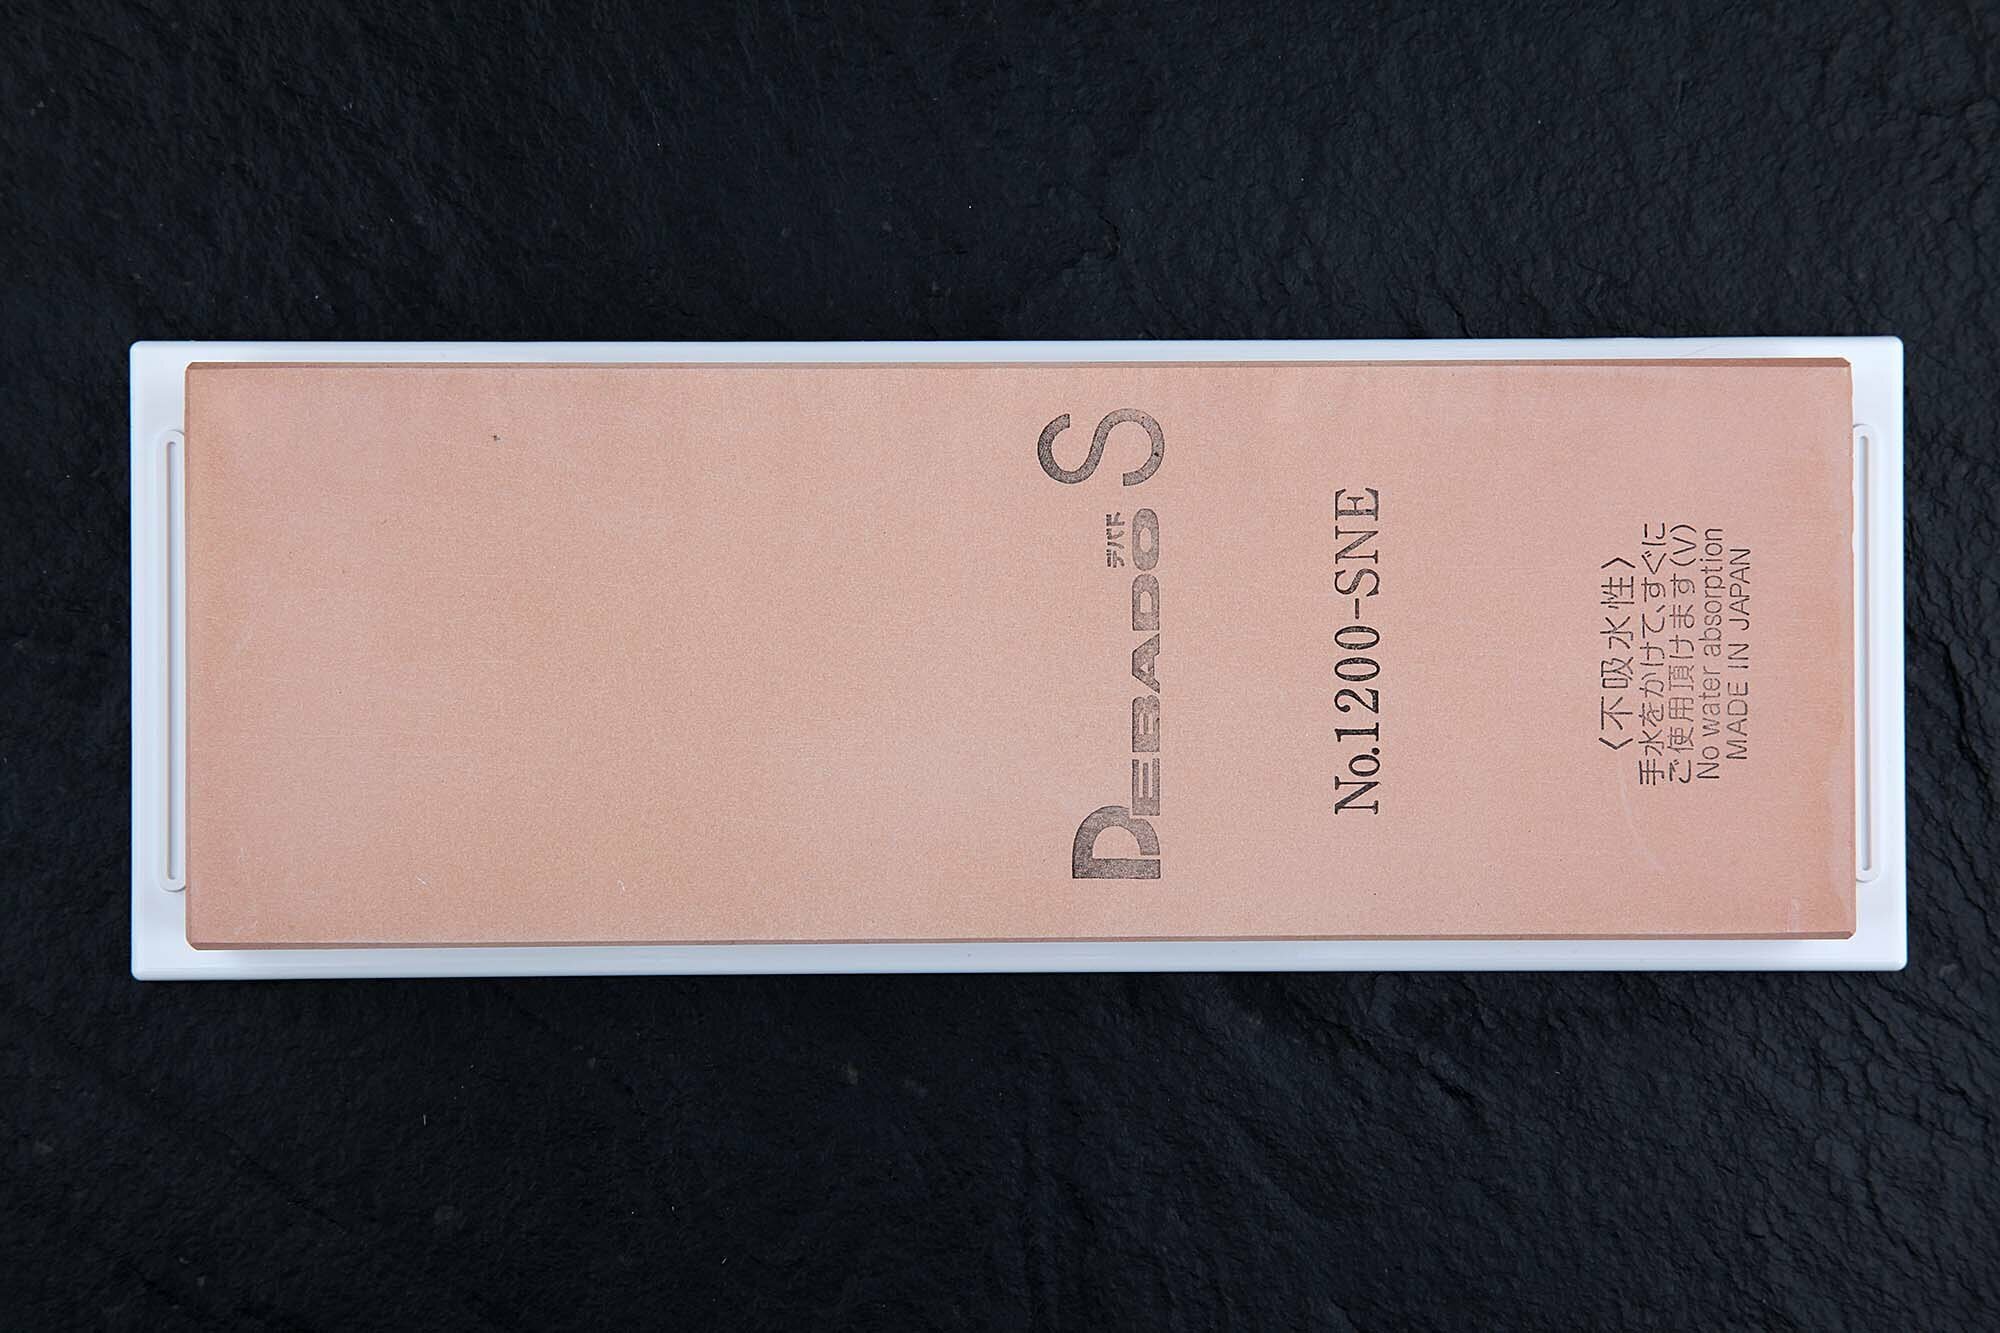 デバド
DEBADO S
No.1200-SNE
〈不吸水性〉
手水をかけて、すぐに
ご使用頂けます(V)
No water absorption
MADE IN JAPAN